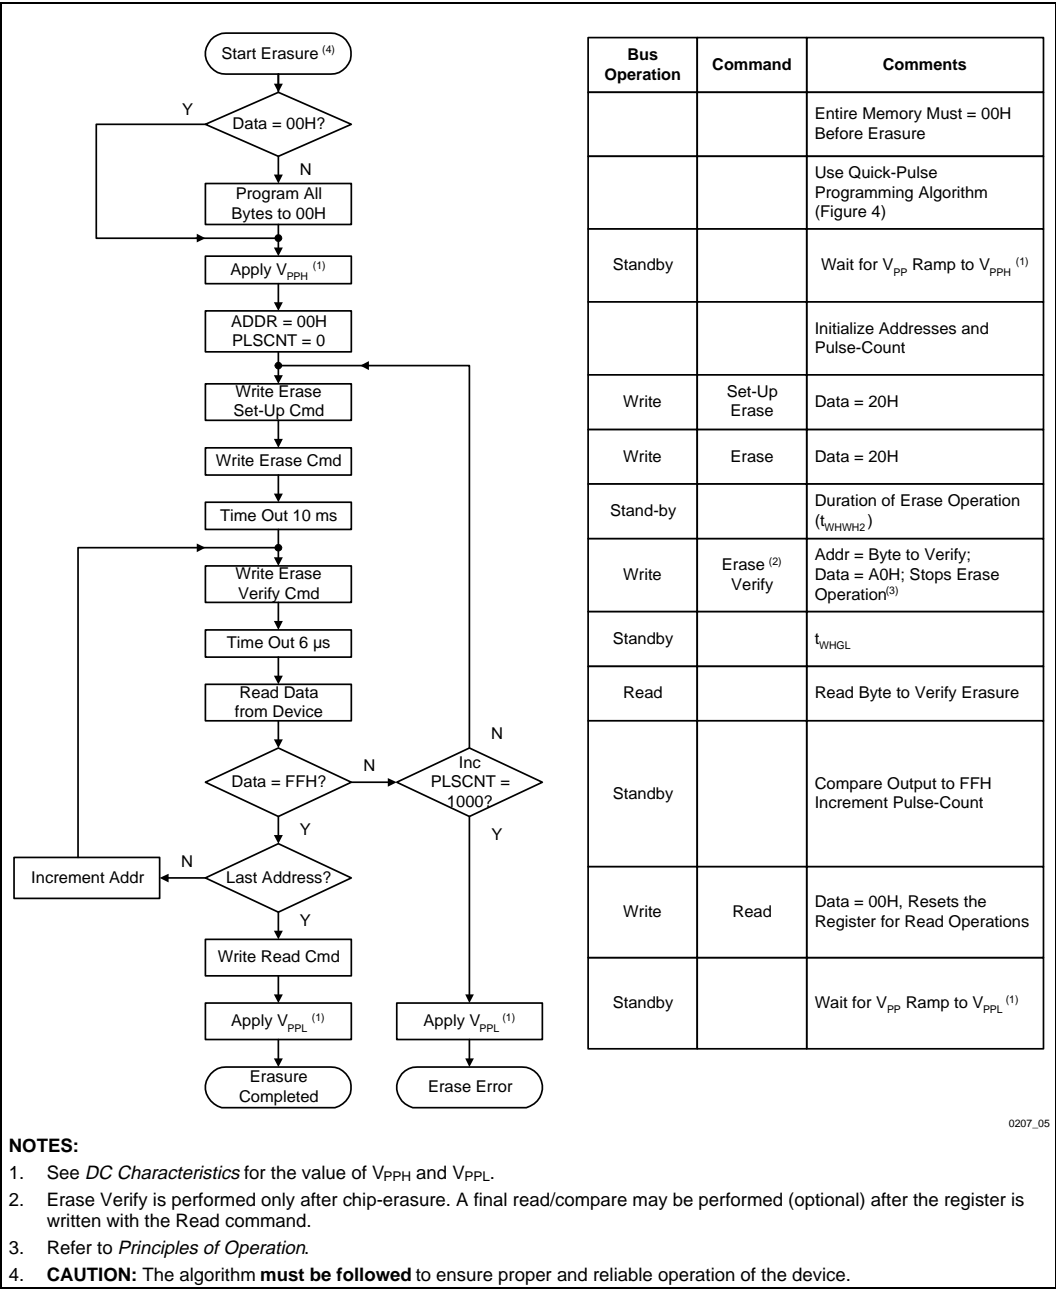 Start Erasure (4)
Y
Data = 00H?
N
Program All
Bytes to 00H
Apply VPPH (1)
ADDR = 00H
PLSCNT = 0
Write Erase
Set-Up Cmd
Write Erase Cmd
Time Out 10 ms
Write Erase
Verify Cmd
Time Out 6 µs
Read Data
from Device
N
Data = FFH?
N
Inc
PLSCNT =
1000?
Y
Y
Increment Addr
N
Last Address?
Y
Write Read Cmd
Apply VPPL (1)
Apply VPPL (1)
Erasure
Completed
Erase Error
Bus
Operation
Command
Comments
Entire Memory Must = 00H
Before Erasure
Use Quick-Pulse
Programming Algorithm
(Figure 4)
Standby
Wait for VPP Ramp to VPPH (1)
Initialize Addresses and
Pulse-Count
Write
Set-Up
Erase
Data = 20H
Write
Erase
Data = 20H
Stand-by
Duration of Erase Operation
(tWHWH2)
Write
Erase (2)
Verify
Addr = Byte to Verify;
Data = A0H; Stops Erase
Operation(3)
Standby
tWHGL
Read
Read Byte to Verify Erasure
Standby
Compare Output to FFH
Increment Pulse-Count
Write
Read
Data = 00H, Resets the
Register for Read Operations
Standby
Wait for VPP Ramp to VPPL (1)
0207_05
NOTES:
1. See DC Characteristics for the value of VPPH and VPPL.
2. Erase Verify is performed only after chip-erasure. A final read/compare may be performed (optional) after the register is
written with the Read command.
3. Refer to Principles of Operation.
4. CAUTION: The algorithm must be followed to ensure proper and reliable operation of the device.